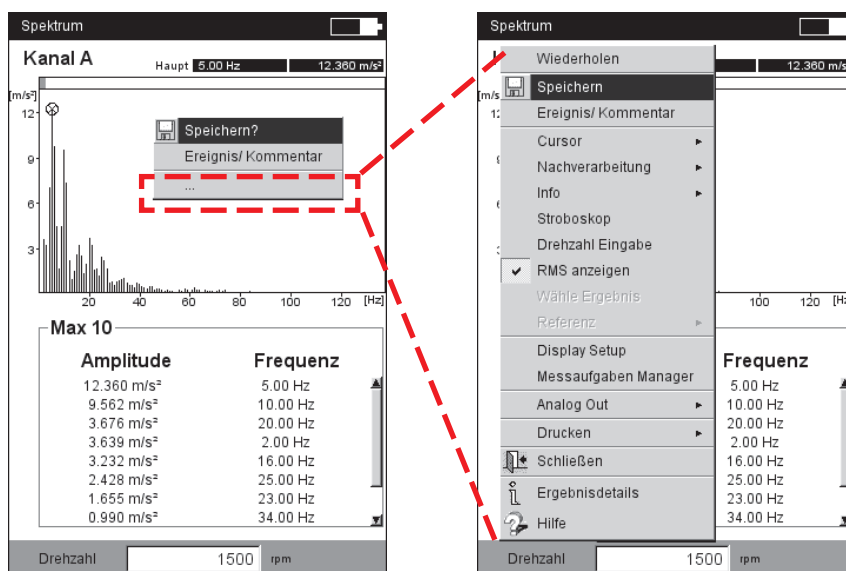 Spektrum
Kanal A
Haupt 5.00 Hz 12.360 m/s²
[m/s²]
12
9
6
3
20 40 60 80 100 120 [Hz]
Speichern?
Ereignis/ Kommentar
...
Max 10
Amplitude Frequenz
12.360 m/s² 5.00 Hz
9.562 m/s² 10.00 Hz
3.676 m/s² 20.00 Hz
3.639 m/s² 2.00 Hz
3.232 m/s² 16.00 Hz
2.428 m/s² 25.00 Hz
1.655 m/s² 23.00 Hz
0.990 m/s² 34.00 Hz
Drehzahl 1500 rpm
Spektrum
12.360 m/s
[m/s
Wiederholen
Speichern
Ereignis/ Kommentar
Cursor
Nachverarbeitung
Info
Stroboskop
Drehzahl Eingabe
RMS anzeigen
Wähle Ergebnis
Referenz
Display Setup
Messaufgaben Manager
Analog Out
Drucken
Schließen
Ergebnisdetails
Hilfe
100 120 [Hz
Frequenz
5.00 Hz
10.00 Hz
20.00 Hz
2.00 Hz
16.00 Hz
25.00 Hz
23.00 Hz
34.00 Hz
Drehzahl 1500 rpm